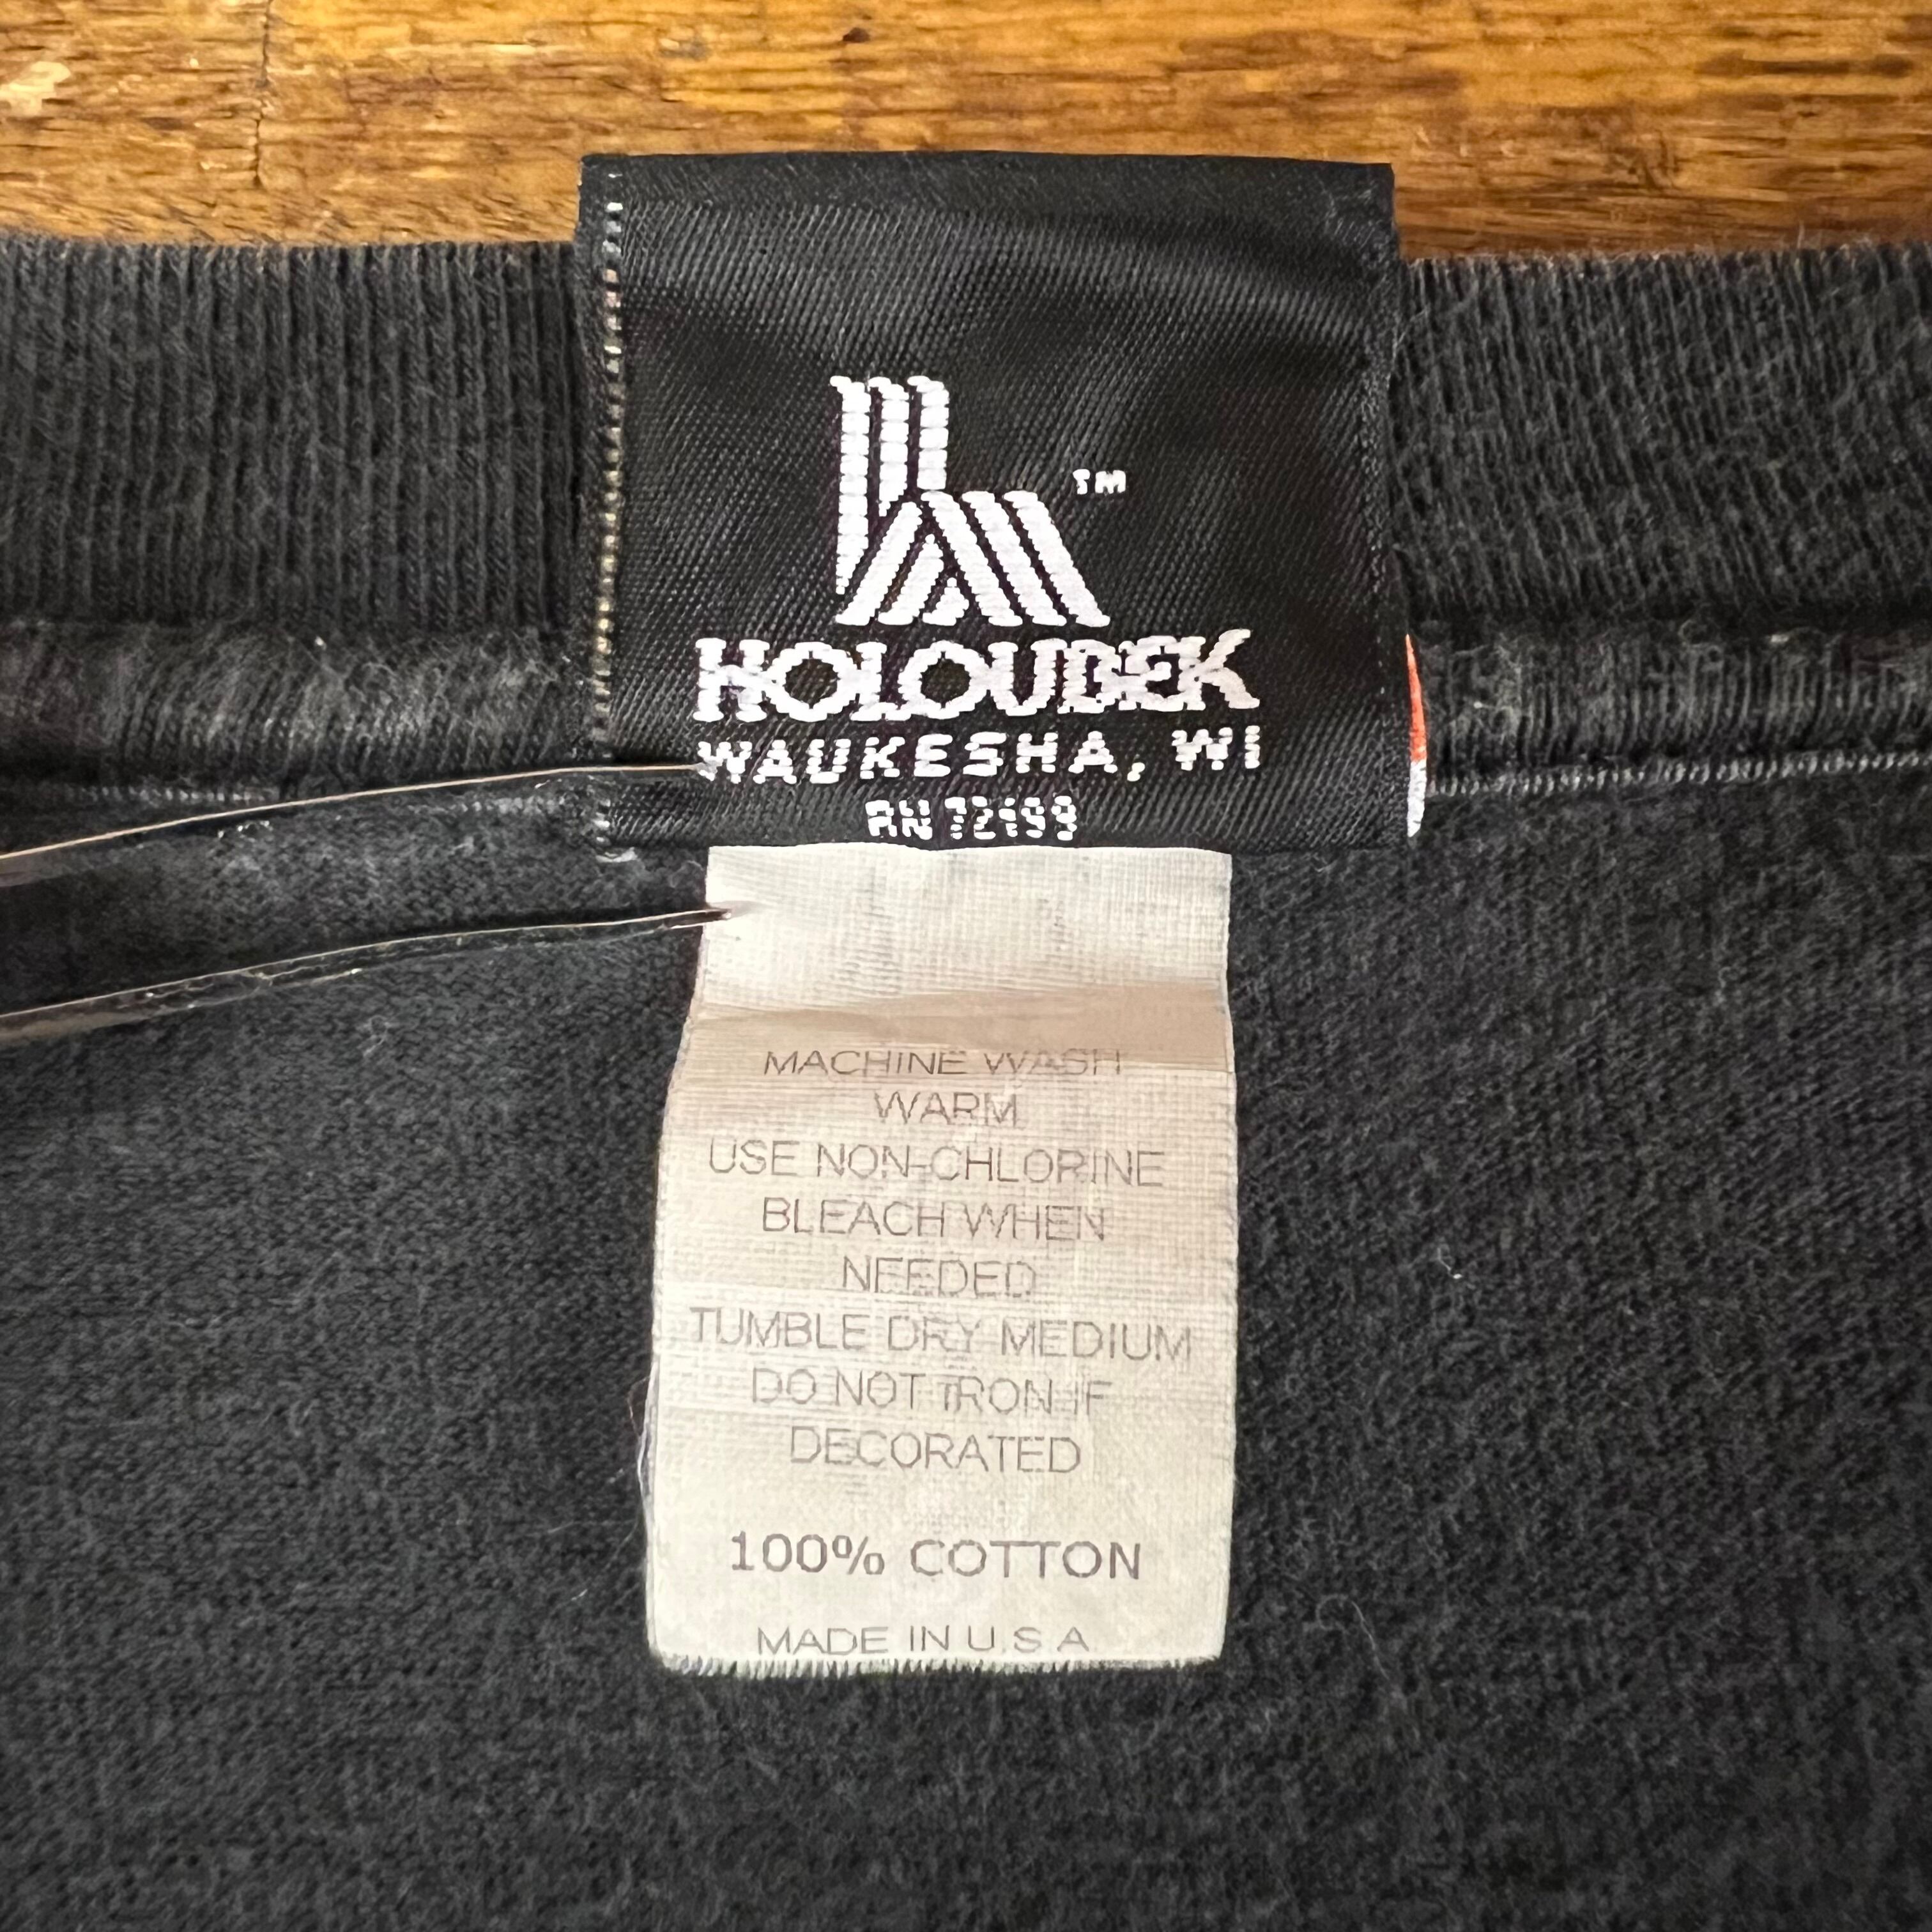 TM
HOLOUDEK
WAUKESHA, WI
RN 72199
MACHINE WASH
WARM
USE NON-CHLORINE
BLEACH WHEN
NEEDED
TUMBLE DRY MEDIUM
DO NOT IRON IF
DECORATED
100% COTTON
MADE IN U.S.A